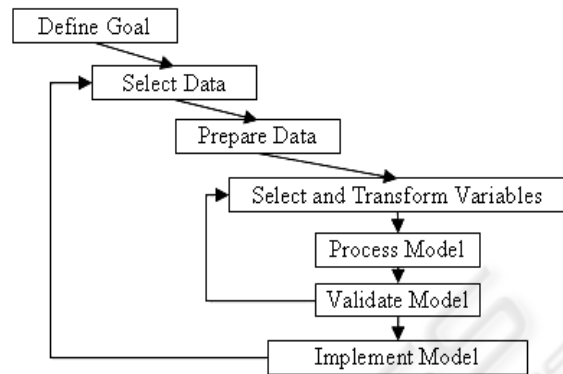 Define Goal
Select Data
Prepare Data
Select and Transform Variables
Process Model
Validate Model
Implement Model